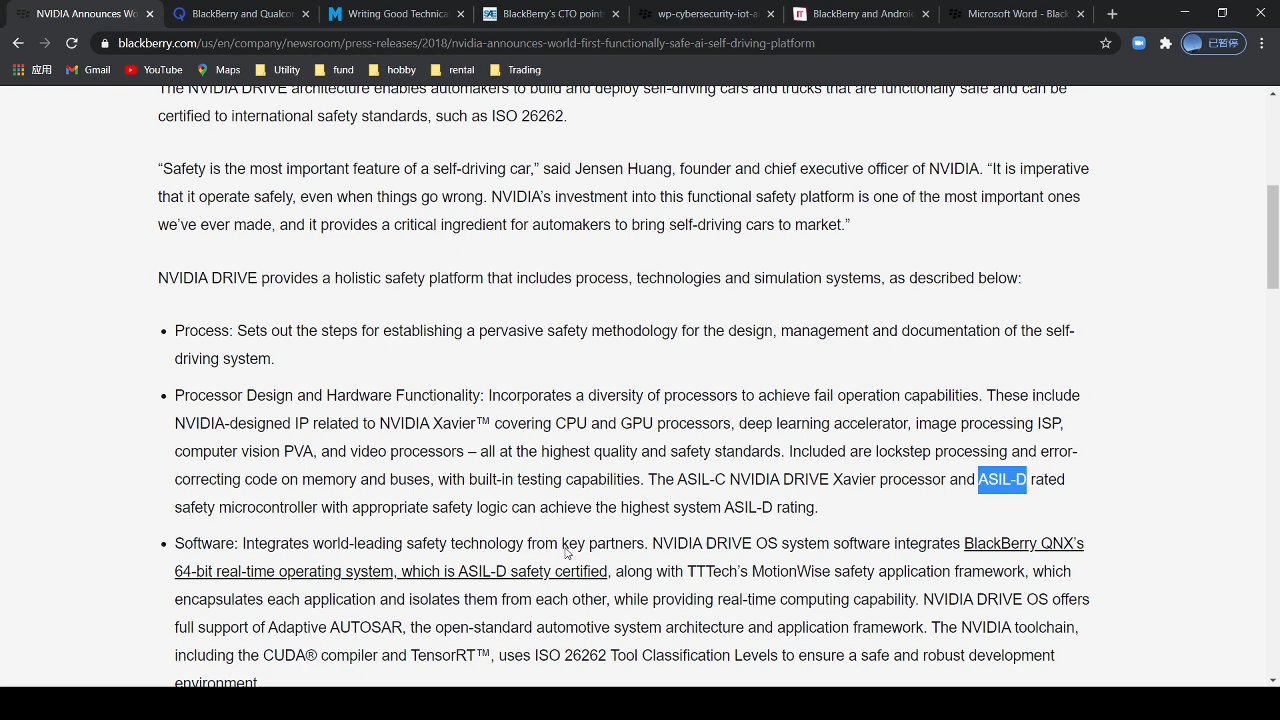 NVIDIA Announces Wo
BlackBerry and Qualcor
Writing Good Technica
BlackBerry's CTO point
wp-cybersecurity-iot-a
BlackBerry and Androi
Microsoft Word - Black
blackberry.com/us/en/company/newsroom/press-releases/2018/nvidia-announces-world-first-functionally-safe-ai-self-driving-platform
已暂停
应用
Gmail
YouTube
Maps
Utility
fund
hobby
rental
Trading
The NVIDIA DRIVE architecture enables automakers to build and deploy self-driving cars and trucks that are functionally safe and can be
certified to international safety standards, such as ISO 26262.
“Safety is the most important feature of a self-driving car,” said Jensen Huang, founder and chief executive officer of NVIDIA. “It is imperative
that it operate safely, even when things go wrong. NVIDIA’s investment into this functional safety platform is one of the most important ones
we’ve ever made, and it provides a critical ingredient for automakers to bring self-driving cars to market.”
NVIDIA DRIVE provides a holistic safety platform that includes process, technologies and simulation systems, as described below:
• Process: Sets out the steps for establishing a pervasive safety methodology for the design, management and documentation of the self-
driving system.
• Processor Design and Hardware Functionality: Incorporates a diversity of processors to achieve fail operation capabilities. These include
NVIDIA-designed IP related to NVIDIA Xavier™ covering CPU and GPU processors, deep learning accelerator, image processing ISP,
computer vision PVA, and video processors – all at the highest quality and safety standards. Included are lockstep processing and error-
correcting code on memory and buses, with built-in testing capabilities. The ASIL-C NVIDIA DRIVE Xavier processor and ASIL-D rated
safety microcontroller with appropriate safety logic can achieve the highest system ASIL-D rating.
• Software: Integrates world-leading safety technology from key partners. NVIDIA DRIVE OS system software integrates BlackBerry QNX’s
64-bit real-time operating system, which is ASIL-D safety certified, along with TTTech’s MotionWise safety application framework, which
encapsulates each application and isolates them from each other, while providing real-time computing capability. NVIDIA DRIVE OS offers
full support of Adaptive AUTOSAR, the open-standard automotive system architecture and application framework. The NVIDIA toolchain,
including the CUDA® compiler and TensorRT™, uses ISO 26262 Tool Classification Levels to ensure a safe and robust development
environment.